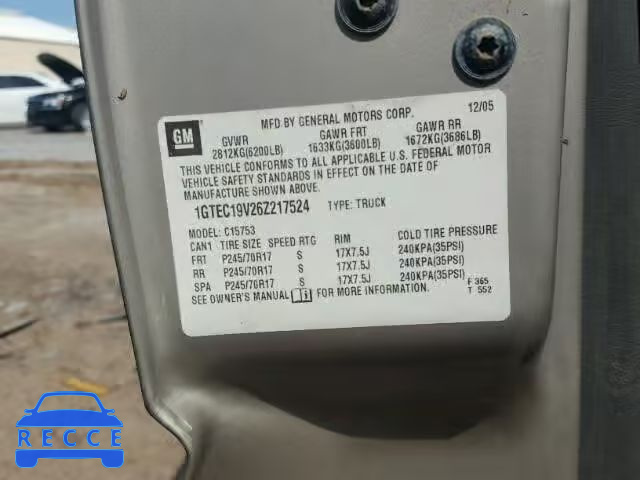 MFD BY GENERAL MOTORS CORP. 12/05
GM
GVWR GAWR FRT GAWR RR
2812KG(6200LB) 1633KG(3600LB) 1672KG(3686LB)
THIS VEHICLE CONFORMS TO ALL APPLICABLE U.S. FEDERAL MOTOR
VEHICLE SAFETY STANDARDS IN EFFECT ON THE DATE OF
MANUFACTURE SHOWN ABOVE.
1GTEC19V26Z217524 TYPE: TRUCK
MODEL: C15753
CAN1 TIRE SIZE SPEED RTG RIM COLD TIRE PRESSURE
FRT P245/70R17 S 17X7.5J 240KPA(35PSI)
RR P245/70R17 S 17X7.5J 240KPA(35PSI)
SPA P245/70R17 S 17X7.5J 240KPA(35PSI)
SEE OWNER'S MANUAL FOR MORE INFORMATION.
F 365
T 552
RECCE